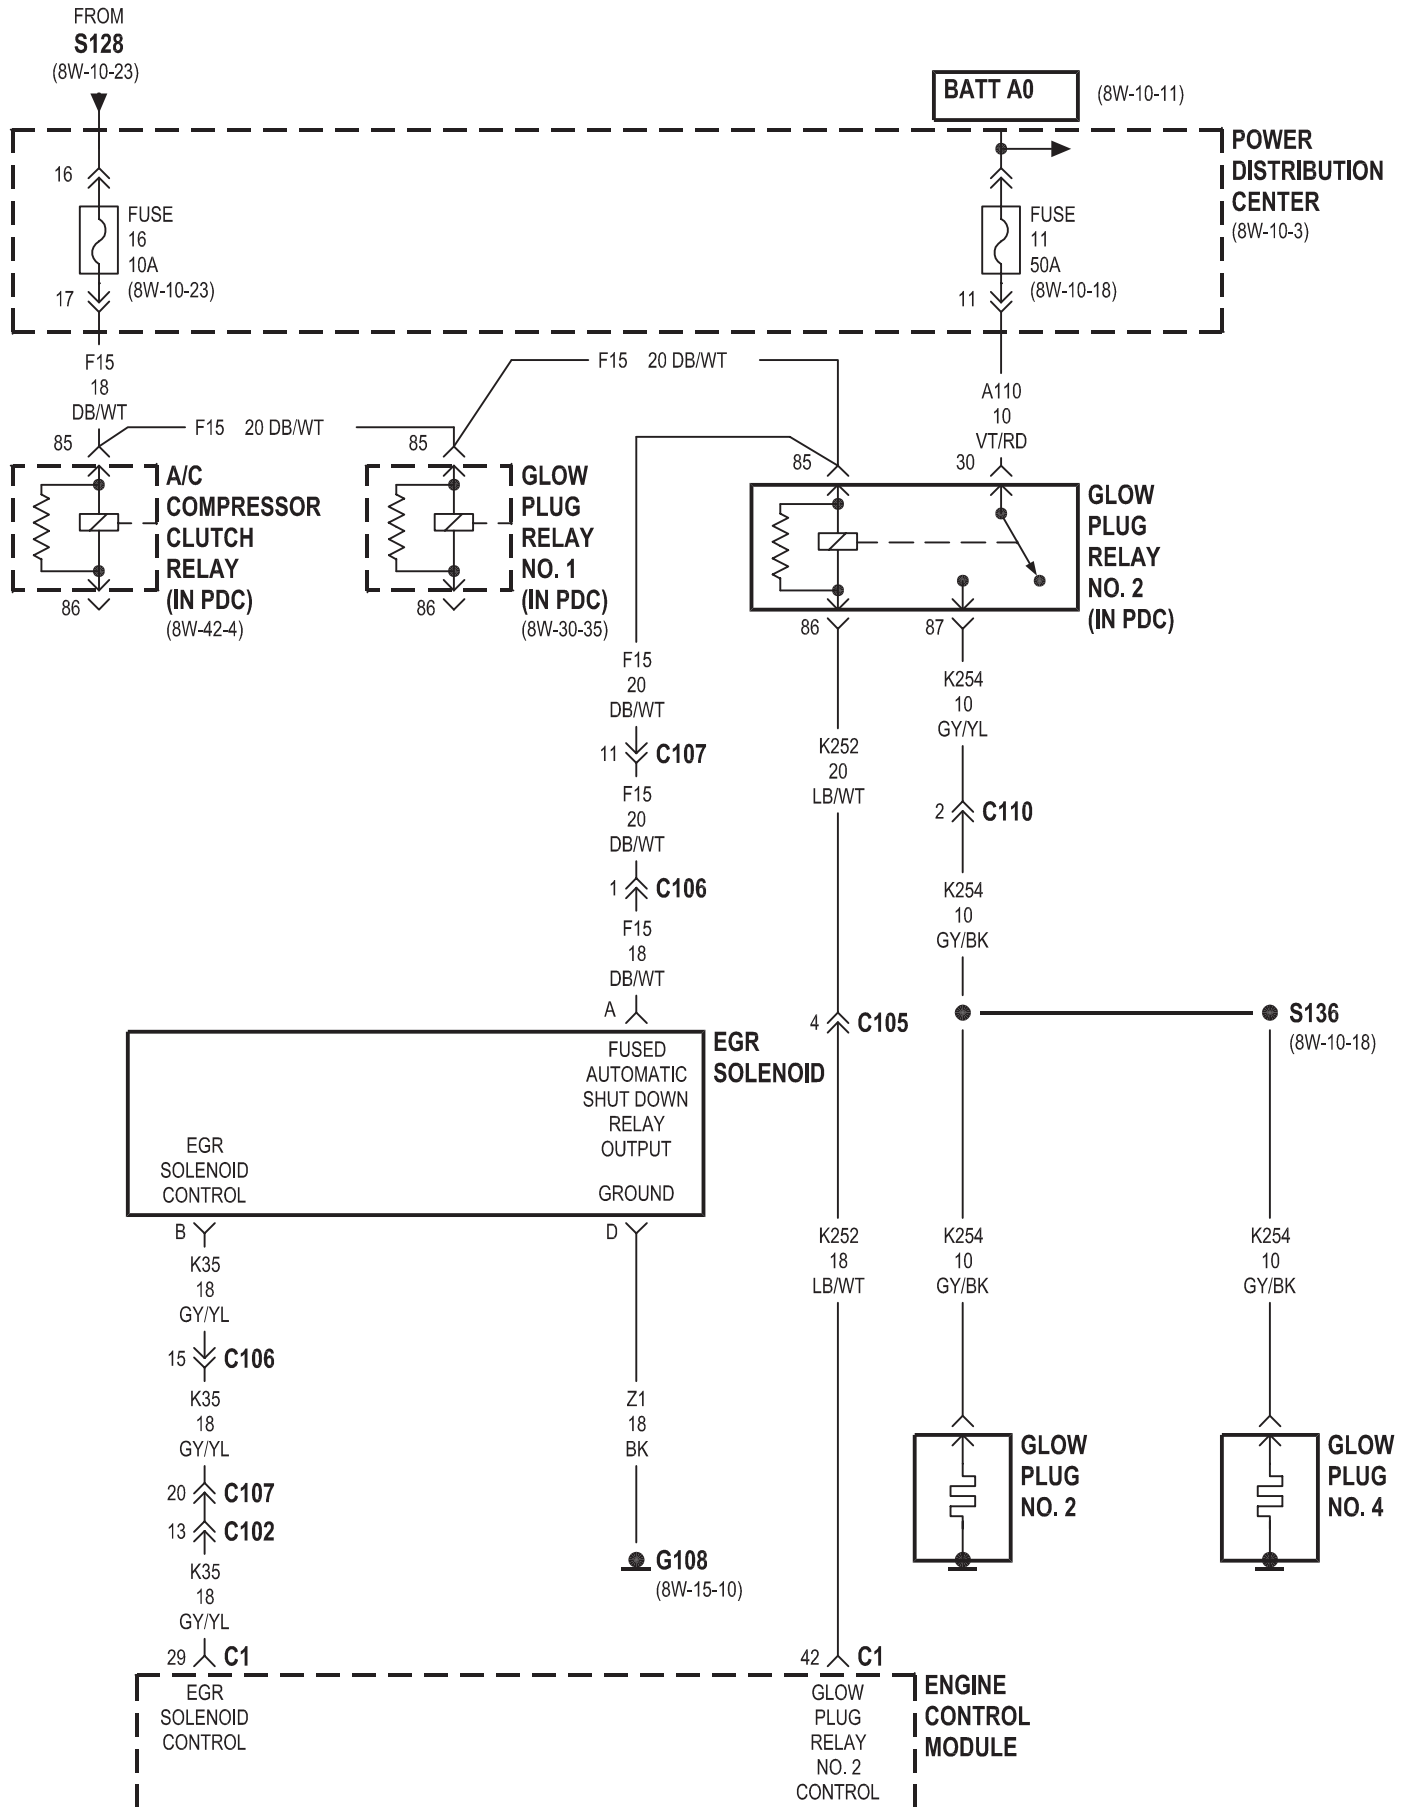 FROM
S128
(8W-10-23)
BATT A0
(8W-10-11)
POWER
DISTRIBUTION
CENTER
(8W-10-3)
16
FUSE
16
10A
(8W-10-23)
17
FUSE
11
50A
(8W-10-18)
11
F15
18
DB/WT
F15 20 DB/WT
F15 20 DB/WT
A110
10
VT/RD
85
85
85
30
A/C
COMPRESSOR
CLUTCH
RELAY
(IN PDC)
(8W-42-4)
86
GLOW
PLUG
RELAY
NO. 1
(IN PDC)
(8W-30-35)
86
GLOW
PLUG
RELAY
NO. 2
(IN PDC)
86
87
F15
20
DB/WT
11 C107
F15
20
DB/WT
1 C106
F15
18
DB/WT
A
K252
20
LB/WT
K254
10
GY/YL
2 C110
K254
10
GY/BK
4 C105
S136
(8W-10-18)
EGR
SOLENOID
FUSED
AUTOMATIC
SHUT DOWN
RELAY
OUTPUT
EGR
SOLENOID
CONTROL
GROUND
B
D
K35
18
GY/YL
15 C106
K35
18
GY/YL
20 C107
13 C102
K35
18
GY/YL
29 C1
Z1
18
BK
G108
(8W-15-10)
K252
18
LB/WT
42 C1
K254
10
GY/BK
K254
10
GY/BK
GLOW
PLUG
NO. 2
GLOW
PLUG
NO. 4
EGR
SOLENOID
CONTROL
GLOW
PLUG
RELAY
NO. 2
CONTROL
ENGINE
CONTROL
MODULE